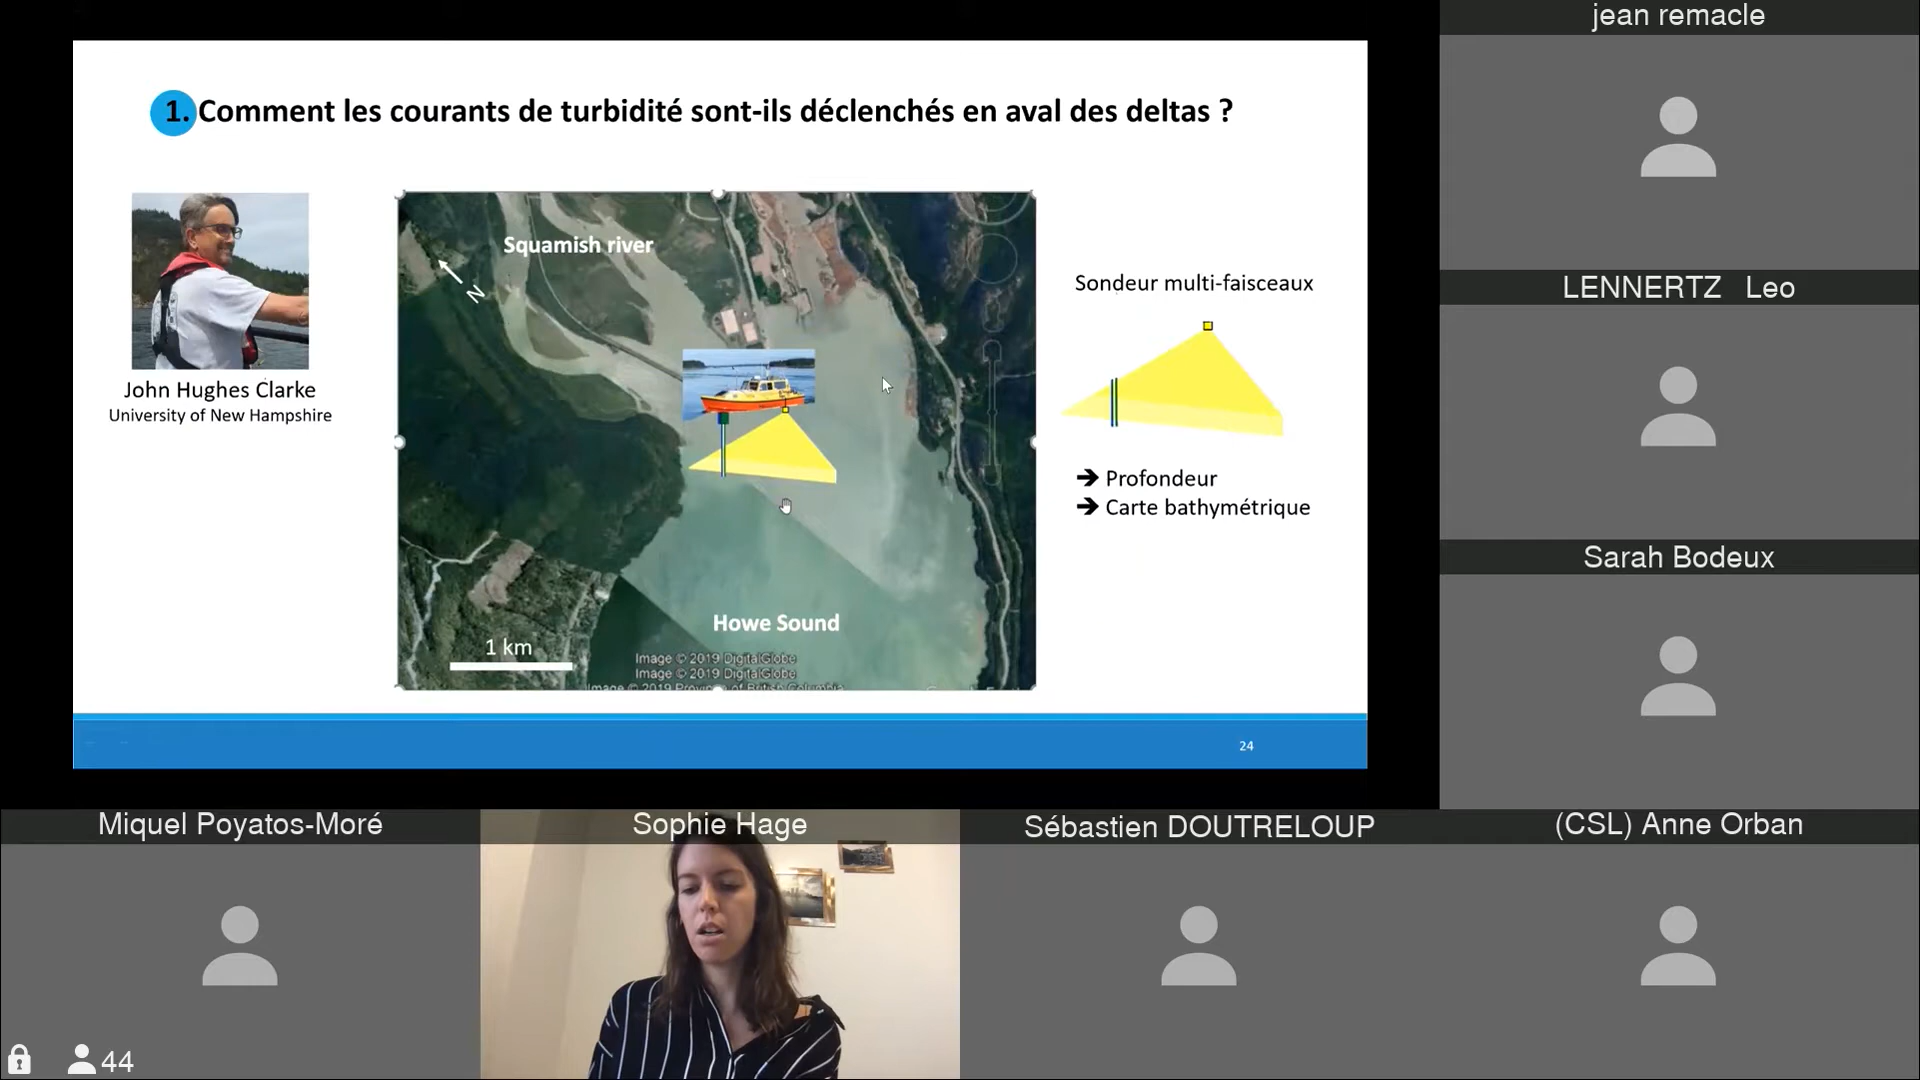 jean remacle
1. Comment les courants de turbidité sont-ils déclenchés en aval des deltas ?
Squamish river
N
Sondeur multi-faisceaux
LENNERTZ Leo
John Hughes Clarke
University of New Hampshire
→ Profondeur
→ Carte bathymétrique
Sarah Bodeux
Howe Sound
1 km
Image © 2019 DigitalGlobe
Image © 2019 DigitalGlobe
Image © 2019 Province of British Columbia
24
Miquel Poyatos-Moré
Sophie Hage
Sébastien DOUTRELOUP
(CSL) Anne Orban
44